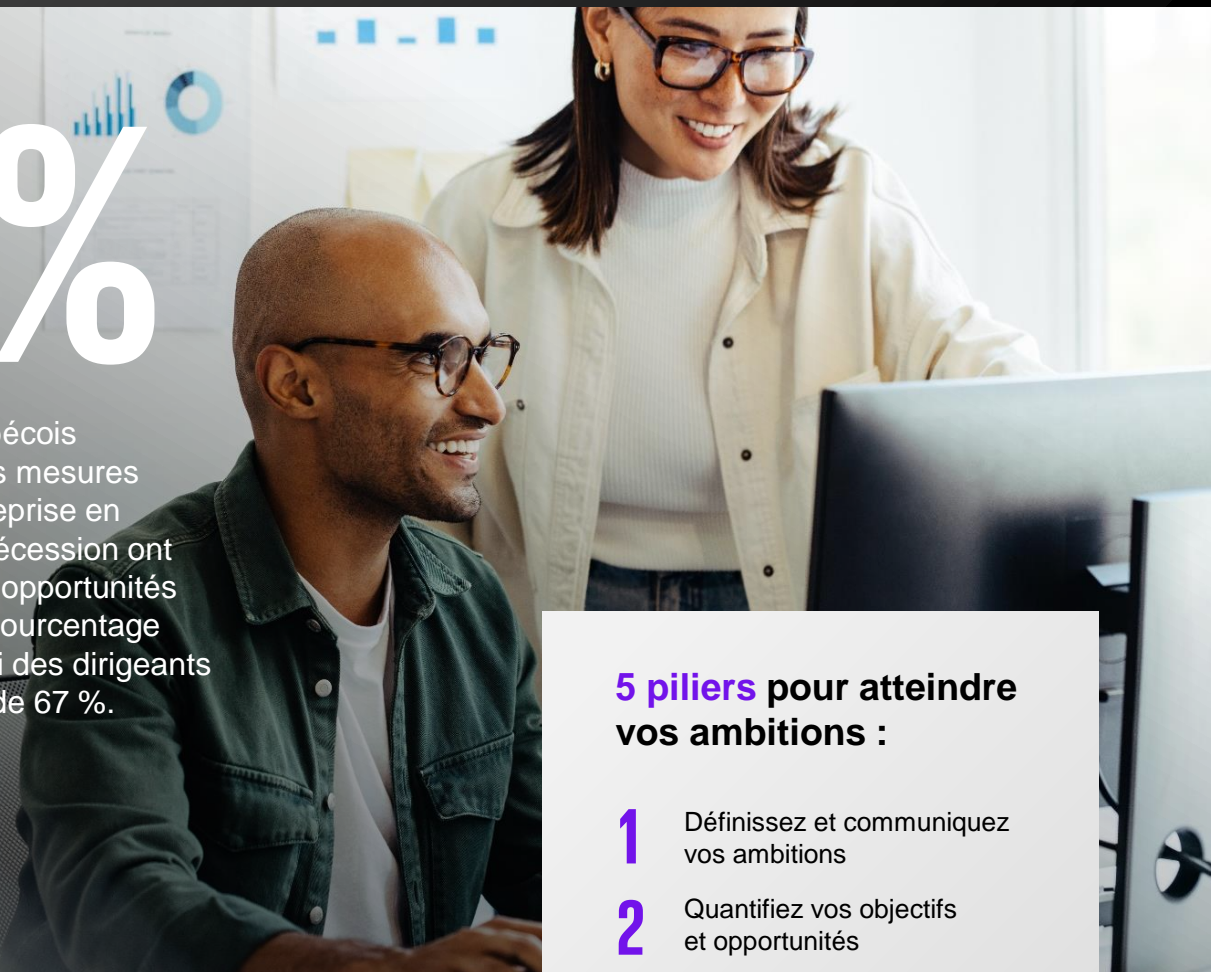 %
écois
mesures
eprise en
écession ont
opportunités
ourcentage
i des dirigeants
de 67 %.
5 piliers pour atteindre
vos ambitions :
1 Définissez et communiquez
vos ambitions
2 Quantifiez vos objectifs
et opportunités